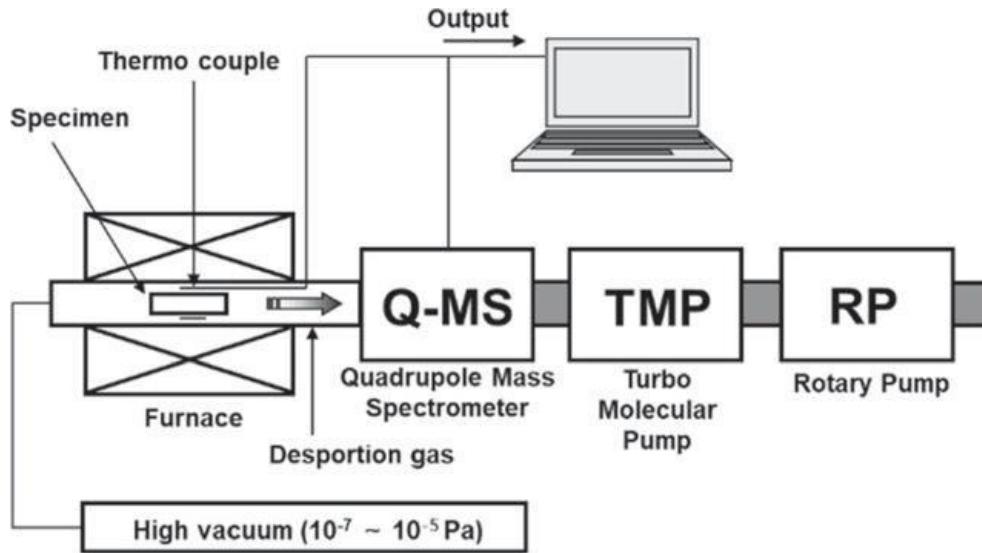 Output
Thermo couple
Specimen
Q-MS
TMP
RP
Quadrupole Mass
Spectrometer
Turbo
Molecular
Pump
Rotary Pump
Furnace
Desportion gas
High vacuum (10⁻⁷ ~ 10⁻⁵ Pa)